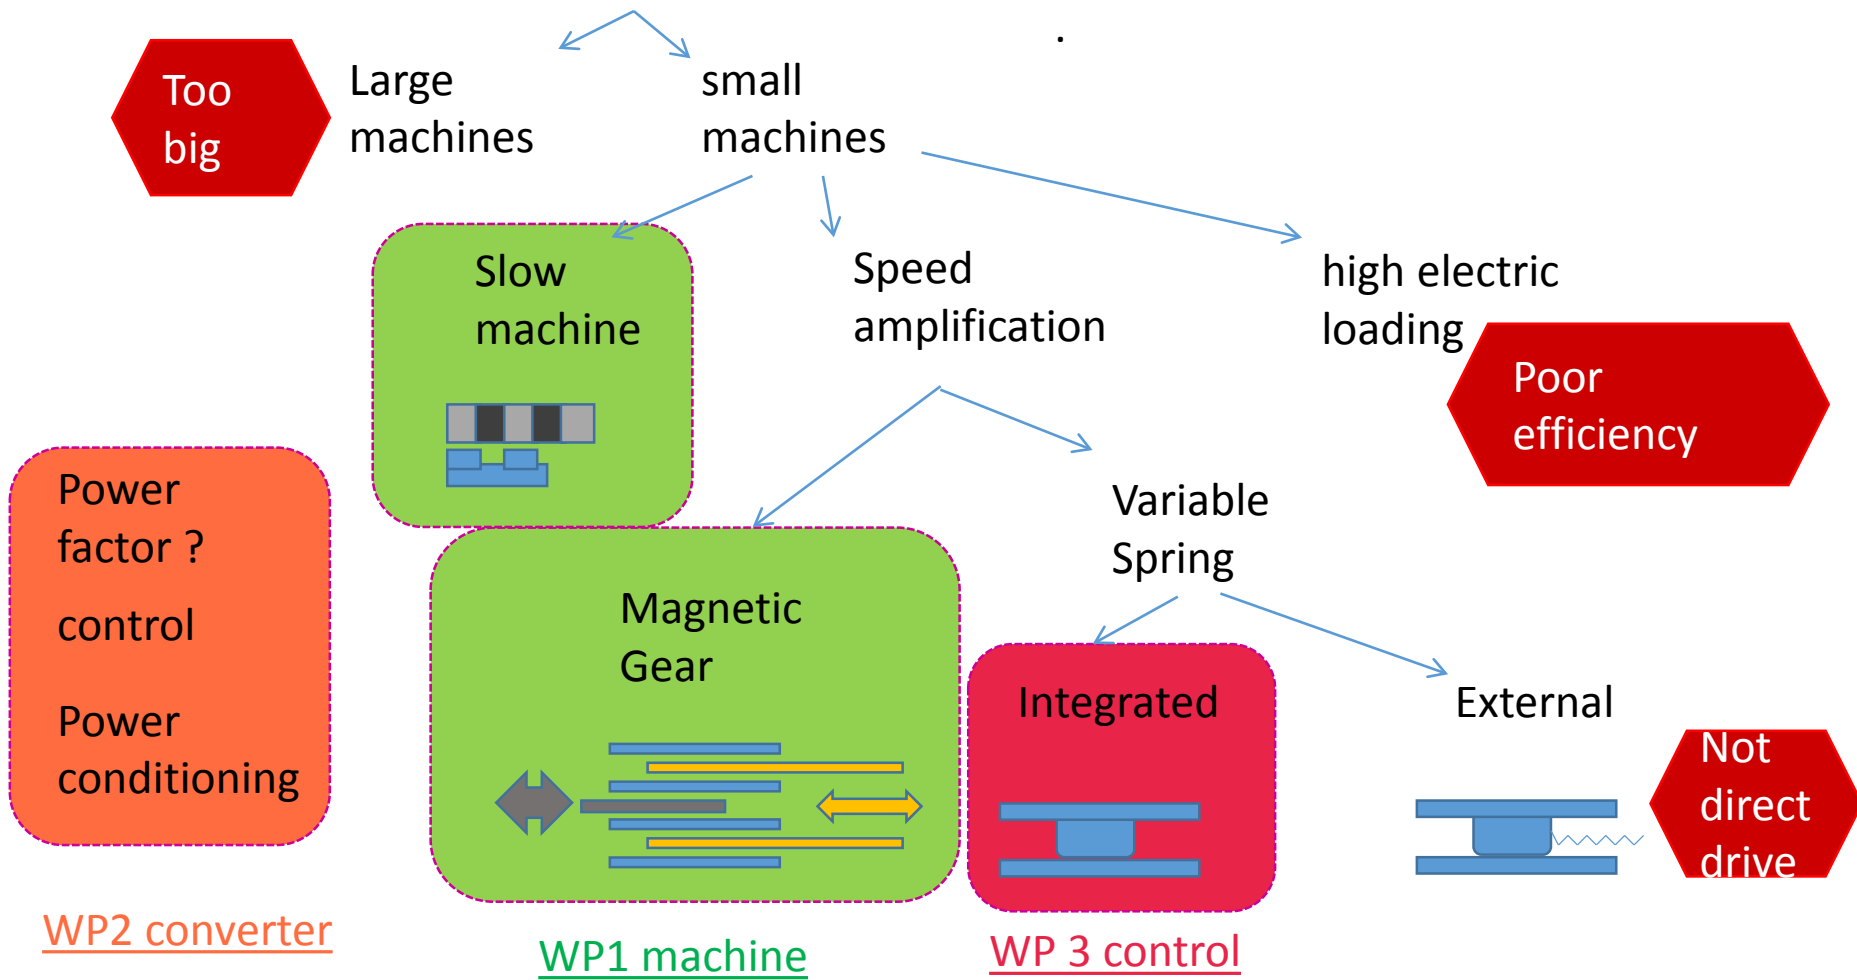 .
Too
big
Large
machines
small
machines
Slow
machine
Speed
amplification
high electric
loading
Poor
efficiency
Power
factor ?
control
Power
conditioning
Variable
Spring
Magnetic
Gear
Integrated
External
Not
direct
drive
WP2 converter
WP1 machine
WP 3 control